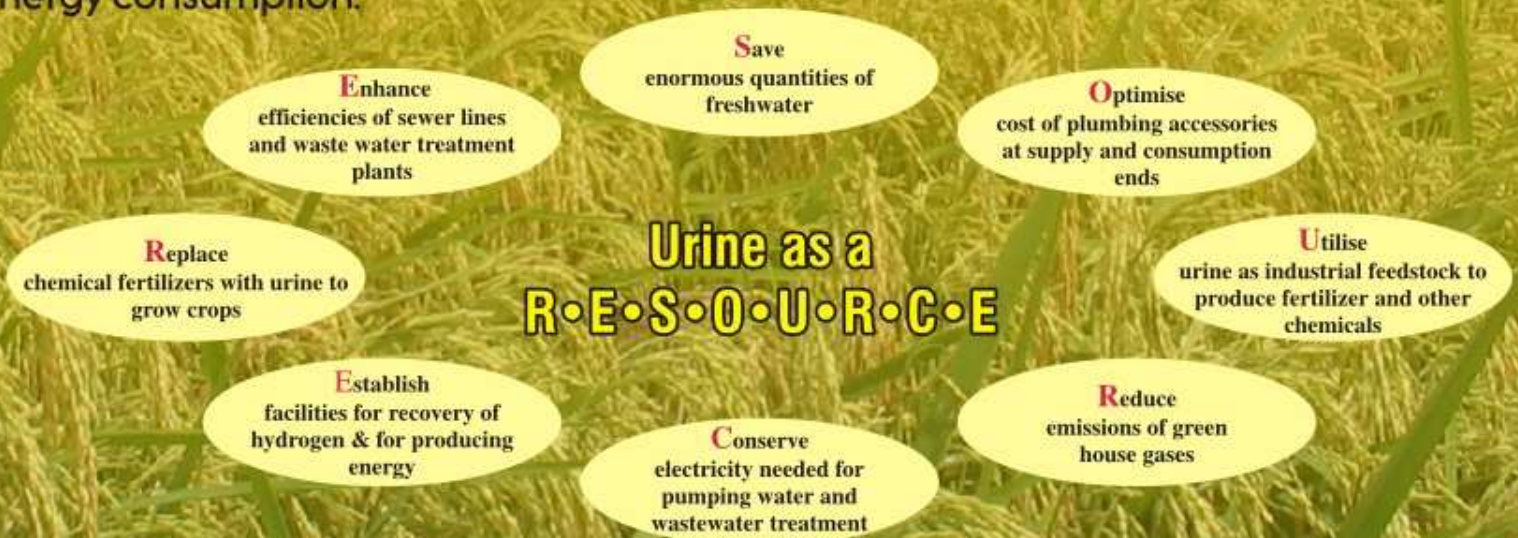 nergy consumption.
Save
enormous quantities of
freshwater
Enhance
efficiencies of sewer lines
and waste water treatment
plants
Optimise
cost of plumbing accessories
at supply and consumption
ends
Replace
chemical fertilizers with urine to
grow crops
Urine as a
R•E•S•O•U•R•C•E
Utilise
urine as industrial feedstock to
produce fertilizer and other
chemicals
Establish
facilities for recovery of
hydrogen & for producing
energy
Conserve
electricity needed for
pumping water and
wastewater treatment
Reduce
emissions of green
house gases